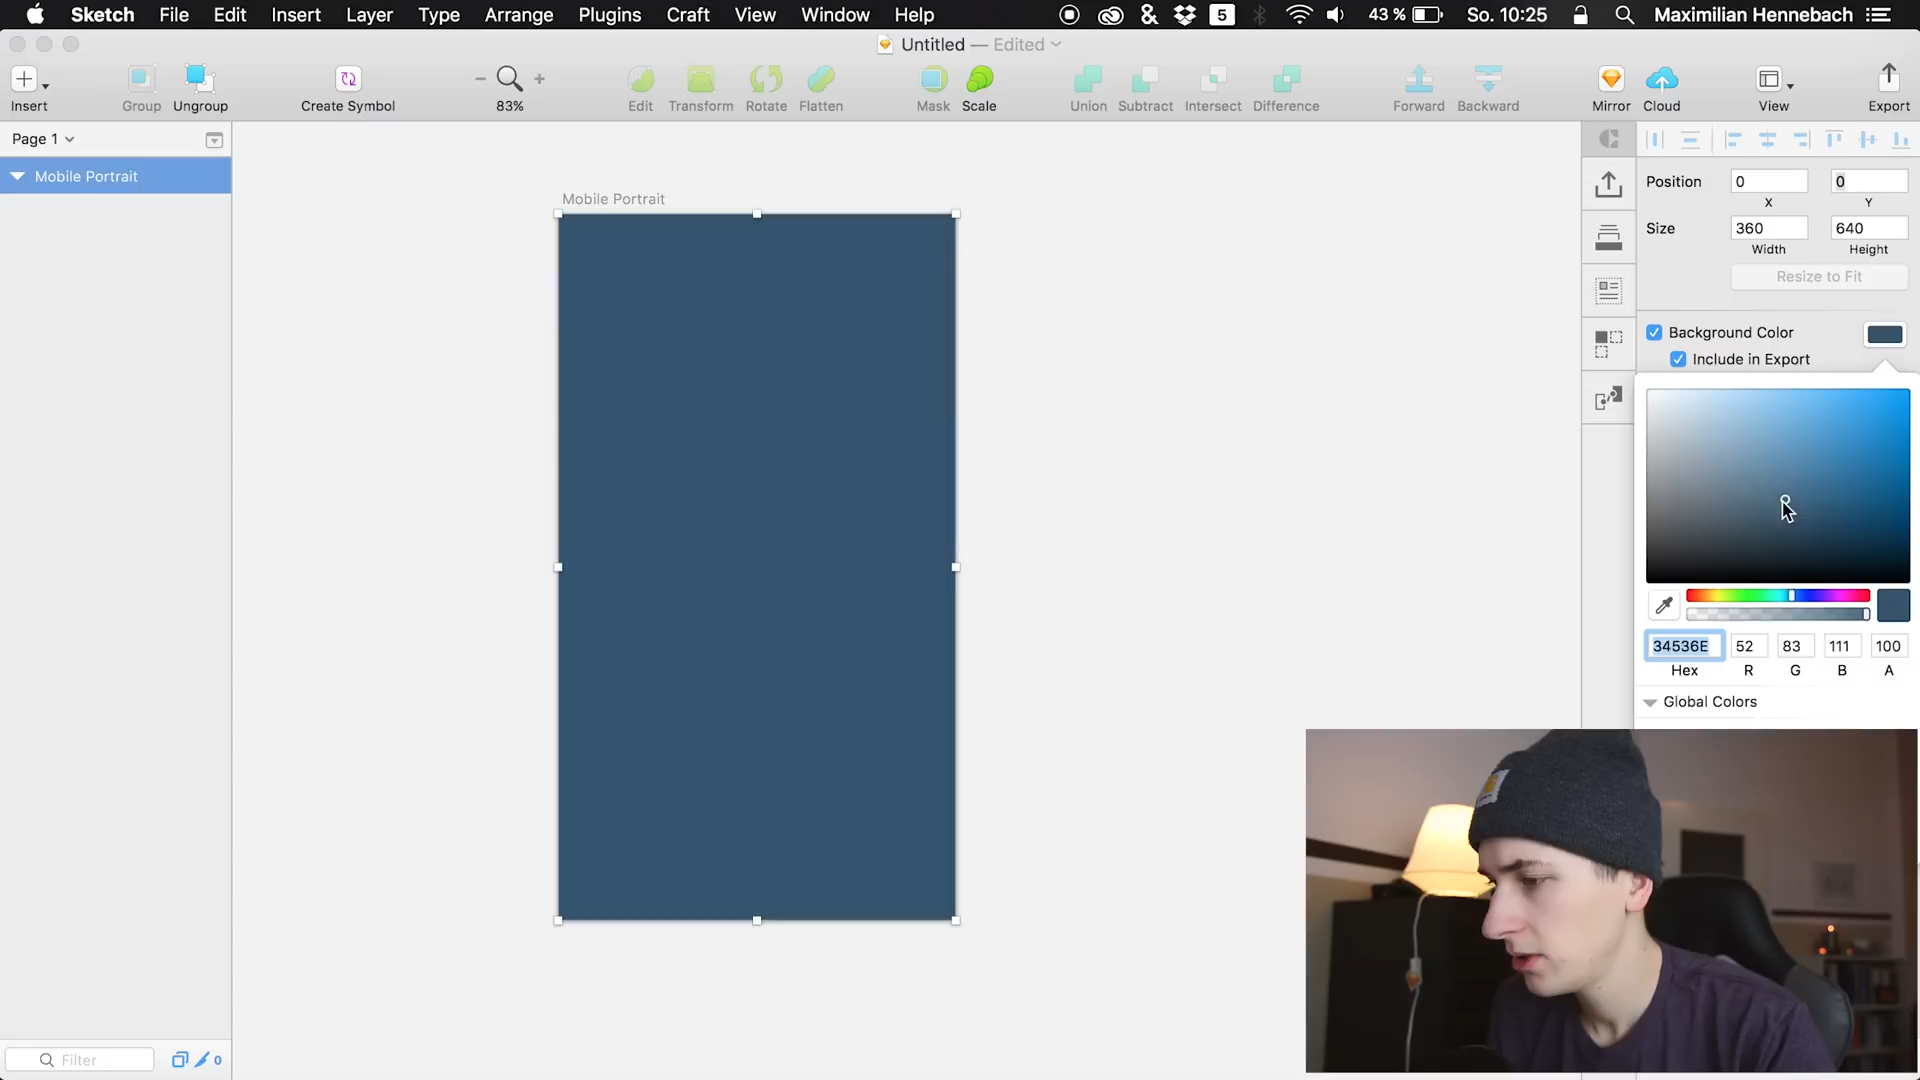 Sketch File Edit Insert Layer Type Arrange Plugins Craft View Window Help 5 43 % So. 10:25 Maximilian Hennebach
Untitled — Edited
Insert Group Ungroup Create Symbol 83% Edit Transform Rotate Flatten Mask Scale Union Subtract Intersect Difference Forward Backward Mirror Cloud View Export
Page 1
Mobile Portrait
Mobile Portrait
Position 0 0
X Y
Size 360 640
Width Height
Resize to Fit
Background Color
Include in Export
34536E 52 83 111 100
Hex R G B A
Global Colors
Filter 0